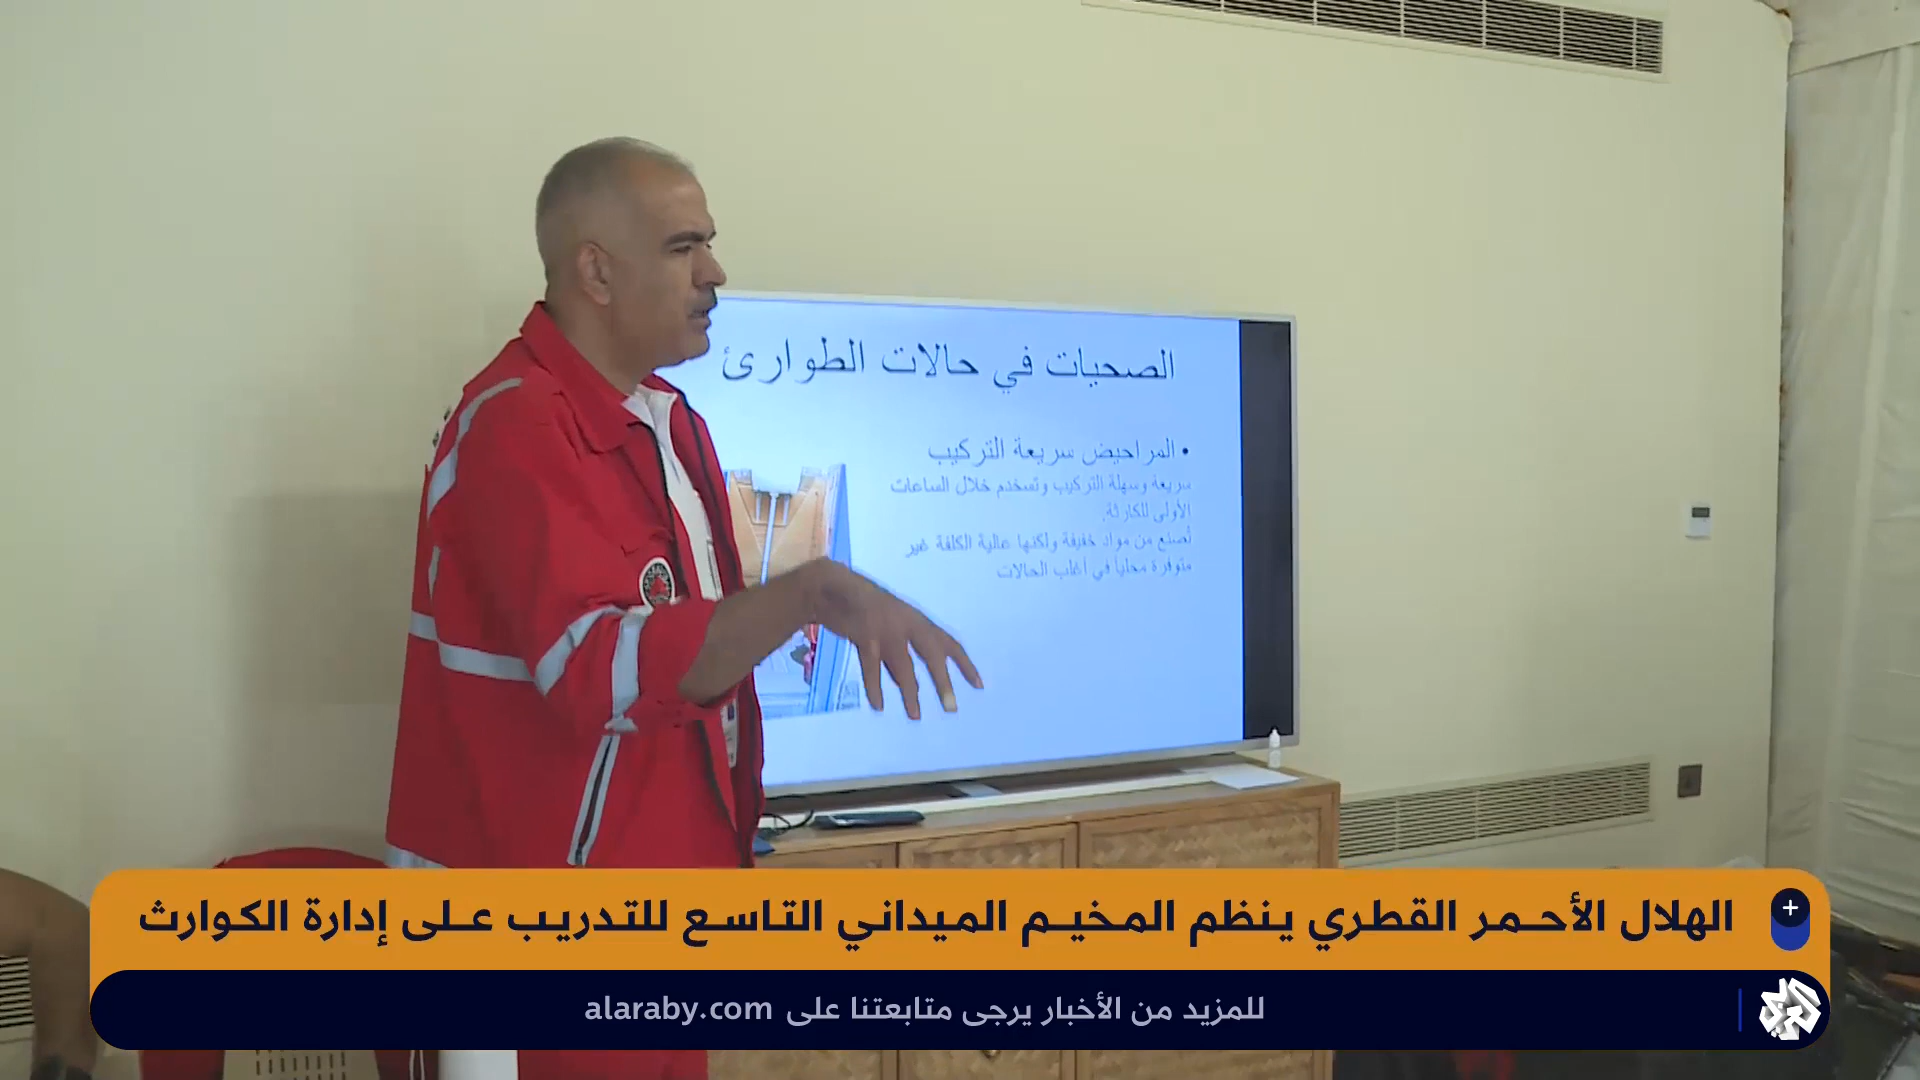 الصحيات في حالات الطوارئ
• المراحيض سريعة التركيب
سريعة وسهلة التركيب وتستخدم خلال الساعات
الأولى للكارثة.
تُصنع من مواد خفيفة ولكنها عالية الكلفة غير
متوفرة محلياً في أغلب الحالات
الهلال الأحمر القطري ينظم المخيم الميداني التاسع للتدريب على إدارة الكوارث
للمزيد من الأخبار يرجى متابعتنا على alaraby.com